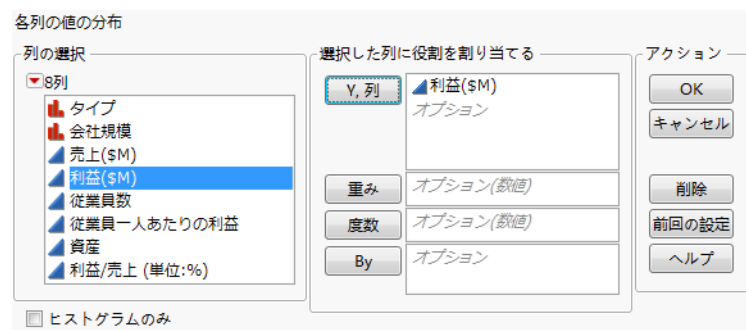 各列の値の分布
列の選択
8列
タイプ
会社規模
売上($M)
利益($M)
従業員数
従業員一人あたりの利益
資産
利益/売上 (単位:%)
ヒストグラムのみ
選択した列に役割を割り当てる
Y, 列
利益($M)
オプション
重み
オプション(数値)
度数
オプション(数値)
By
オプション
アクション
OK
キャンセル
削除
前回の設定
ヘルプ